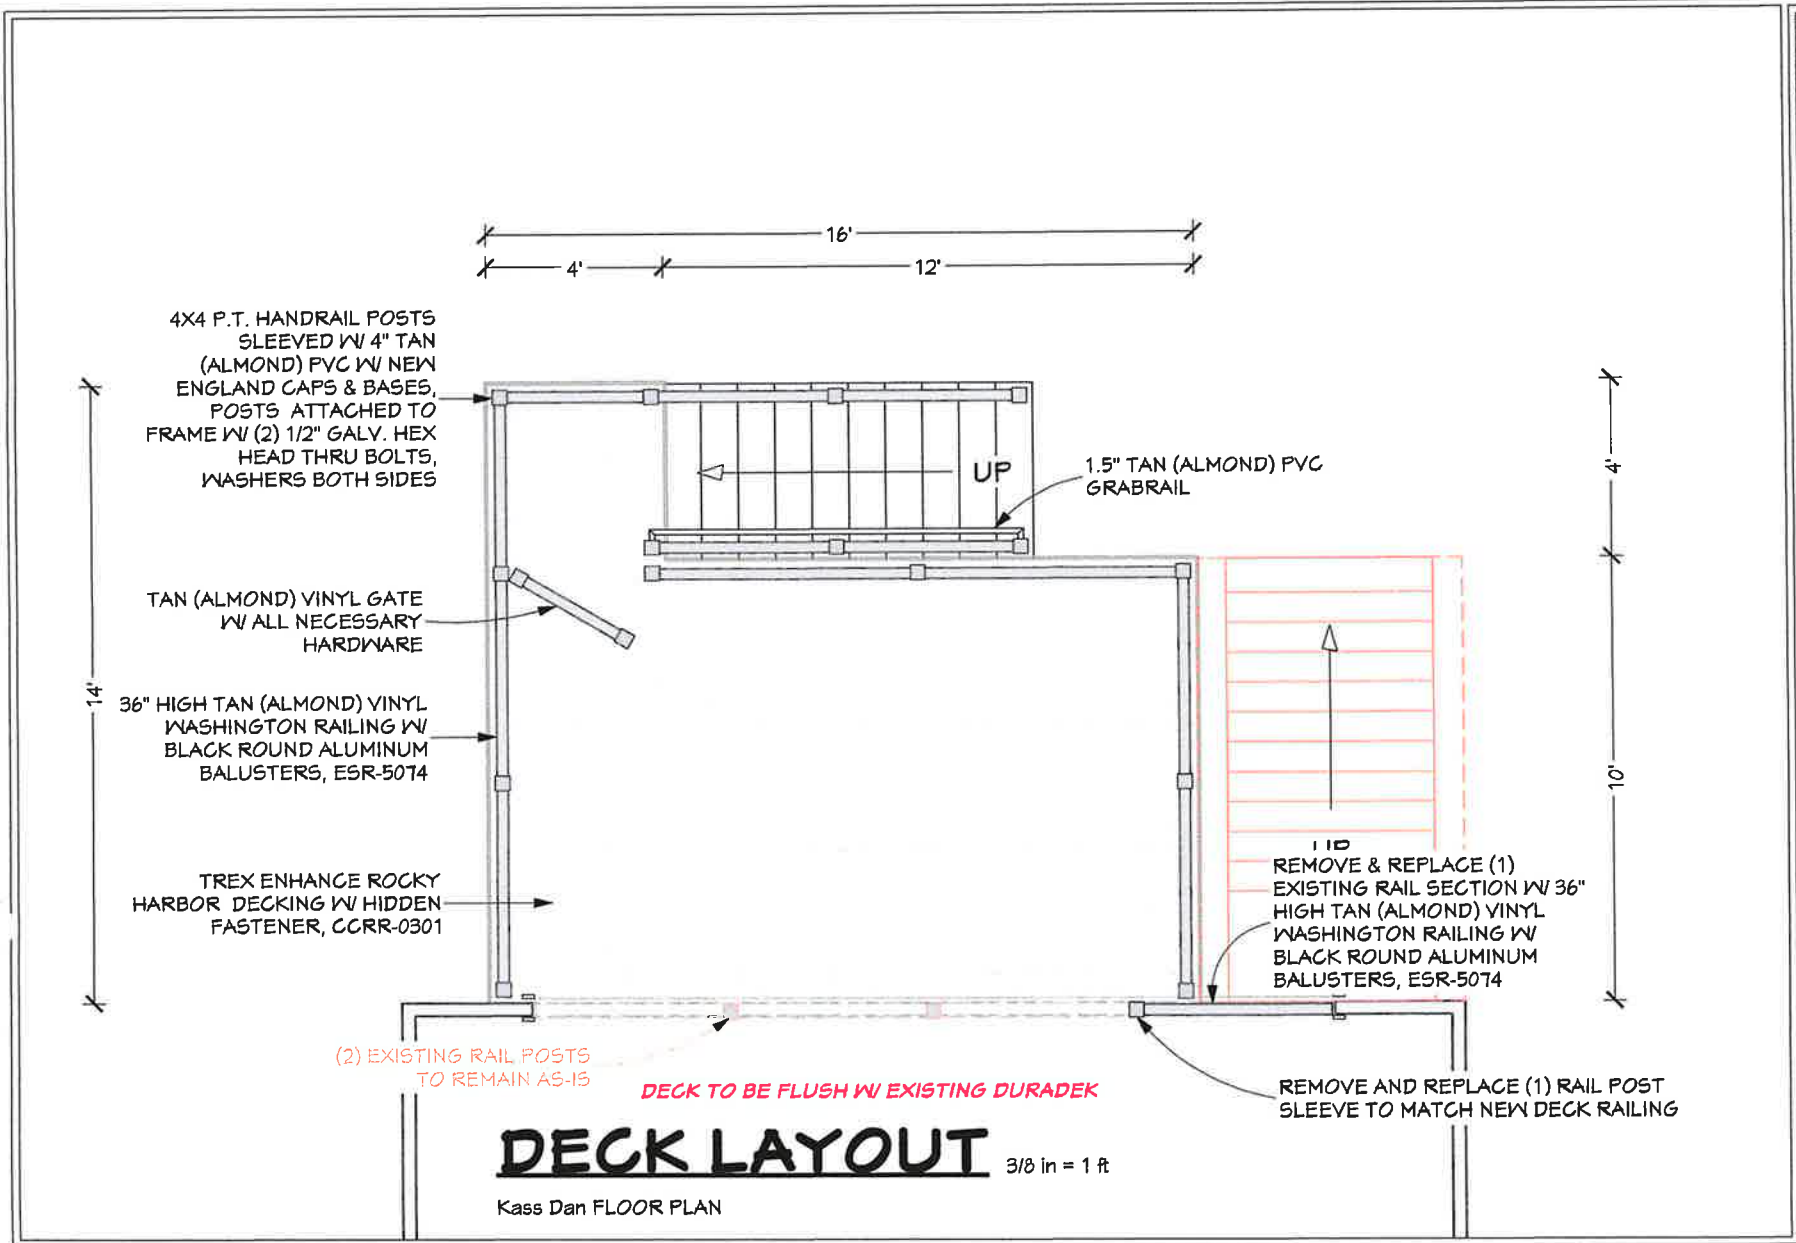 16'
4'
12'
4X4 P.T. HANDRAIL POSTS
SLEEVED W/ 4" TAN
(ALMOND) PVC W/ NEW
ENGLAND CAPS & BASES,
POSTS ATTACHED TO
FRAME W/ (2) 1/2" GALV. HEX
HEAD THRU BOLTS,
WASHERS BOTH SIDES
UP
1.5" TAN (ALMOND) PVC
GRABRAIL
4'
TAN (ALMOND) VINYL GATE
W/ ALL NECESSARY
HARDWARE
14'
36" HIGH TAN (ALMOND) VINYL
WASHINGTON RAILING W/
BLACK ROUND ALUMINUM
BALUSTERS, ESR-5074
10'
UP
TREX ENHANCE ROCKY
HARBOR DECKING W/ HIDDEN
FASTENER, CCRR-0301
REMOVE & REPLACE (1)
EXISTING RAIL SECTION W/ 36"
HIGH TAN (ALMOND) VINYL
WASHINGTON RAILING W/
BLACK ROUND ALUMINUM
BALUSTERS, ESR-5074
(2) EXISTING RAIL POSTS
TO REMAIN AS-IS
DECK TO BE FLUSH W/ EXISTING DURADEK
REMOVE AND REPLACE (1) RAIL POST
SLEEVE TO MATCH NEW DECK RAILING
DECK LAYOUT 3/8 in = 1 ft
Kass Dan FLOOR PLAN